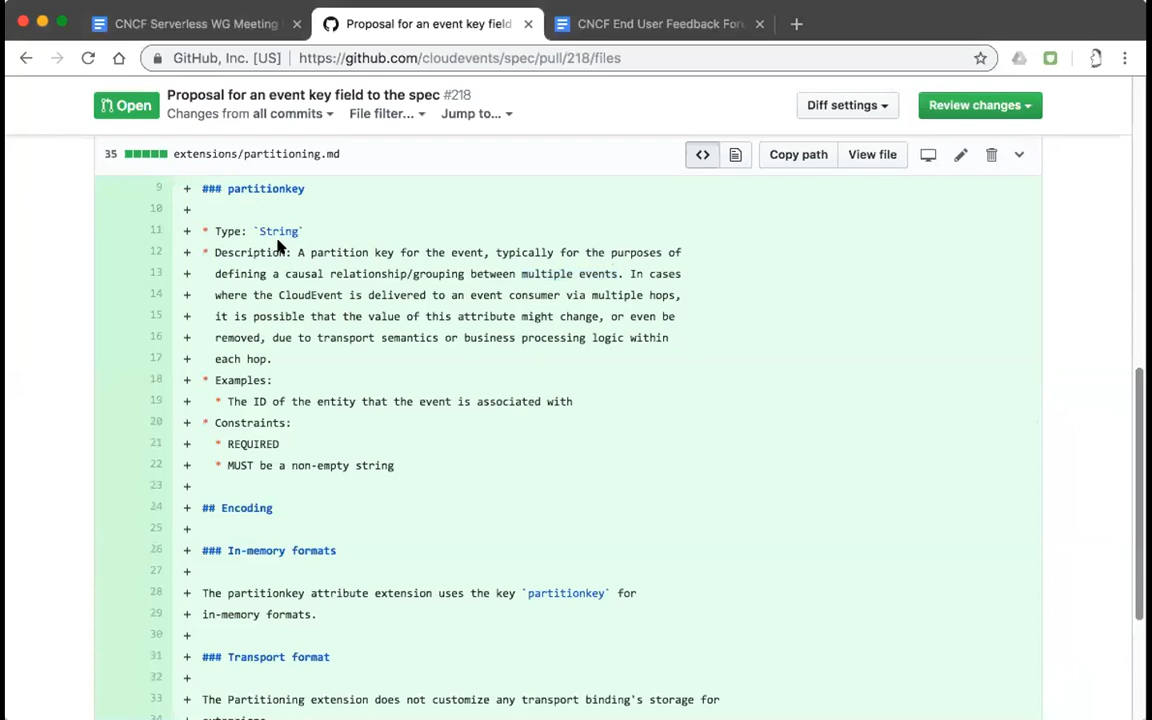 CNCF Serverless WG Meeting
Proposal for an event key field
CNCF End User Feedback For
GitHub, Inc. [US] https://github.com/cloudevents/spec/pull/218/files
Open
Proposal for an event key field to the spec #218
Changes from all commits File filter... Jump to...
Diff settings
Review changes
35 extensions/partitioning.md
Copy path
View file
9 + ### partitionkey
10 +
11 + * Type: `String`
12 + * Description: A partition key for the event, typically for the purposes of
13 + defining a causal relationship/grouping between multiple events. In cases
14 + where the CloudEvent is delivered to an event consumer via multiple hops,
15 + it is possible that the value of this attribute might change, or even be
16 + removed, due to transport semantics or business processing logic within
17 + each hop.
18 + * Examples:
19 + * The ID of the entity that the event is associated with
20 + * Constraints:
21 + * REQUIRED
22 + * MUST be a non-empty string
23 +
24 + ## Encoding
25 +
26 + ### In-memory formats
27 +
28 + The partitionkey attribute extension uses the key `partitionkey` for
29 + in-memory formats.
30 +
31 + ### Transport format
32 +
33 + The Partitioning extension does not customize any transport binding's storage for
34 + extensions.